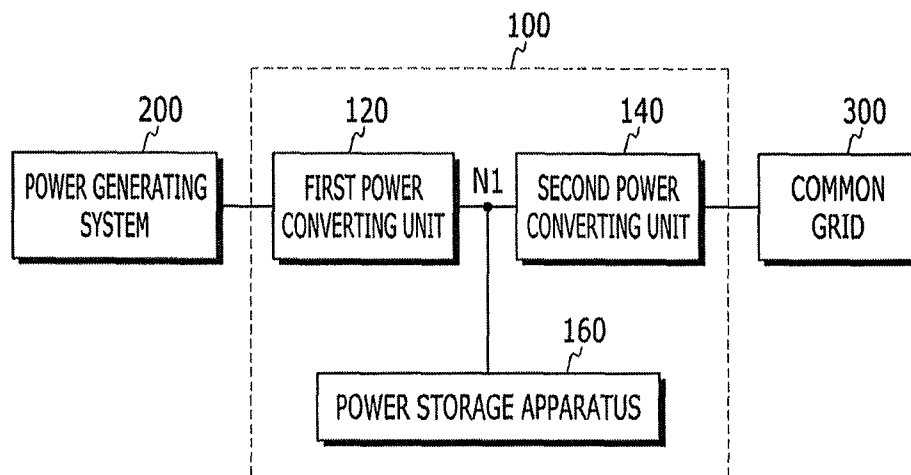 100
200
120
140
300
POWER GENERATING
SYSTEM
FIRST POWER
CONVERTING UNIT
N1
SECOND POWER
CONVERTING UNIT
COMMON
GRID
160
POWER STORAGE APPARATUS